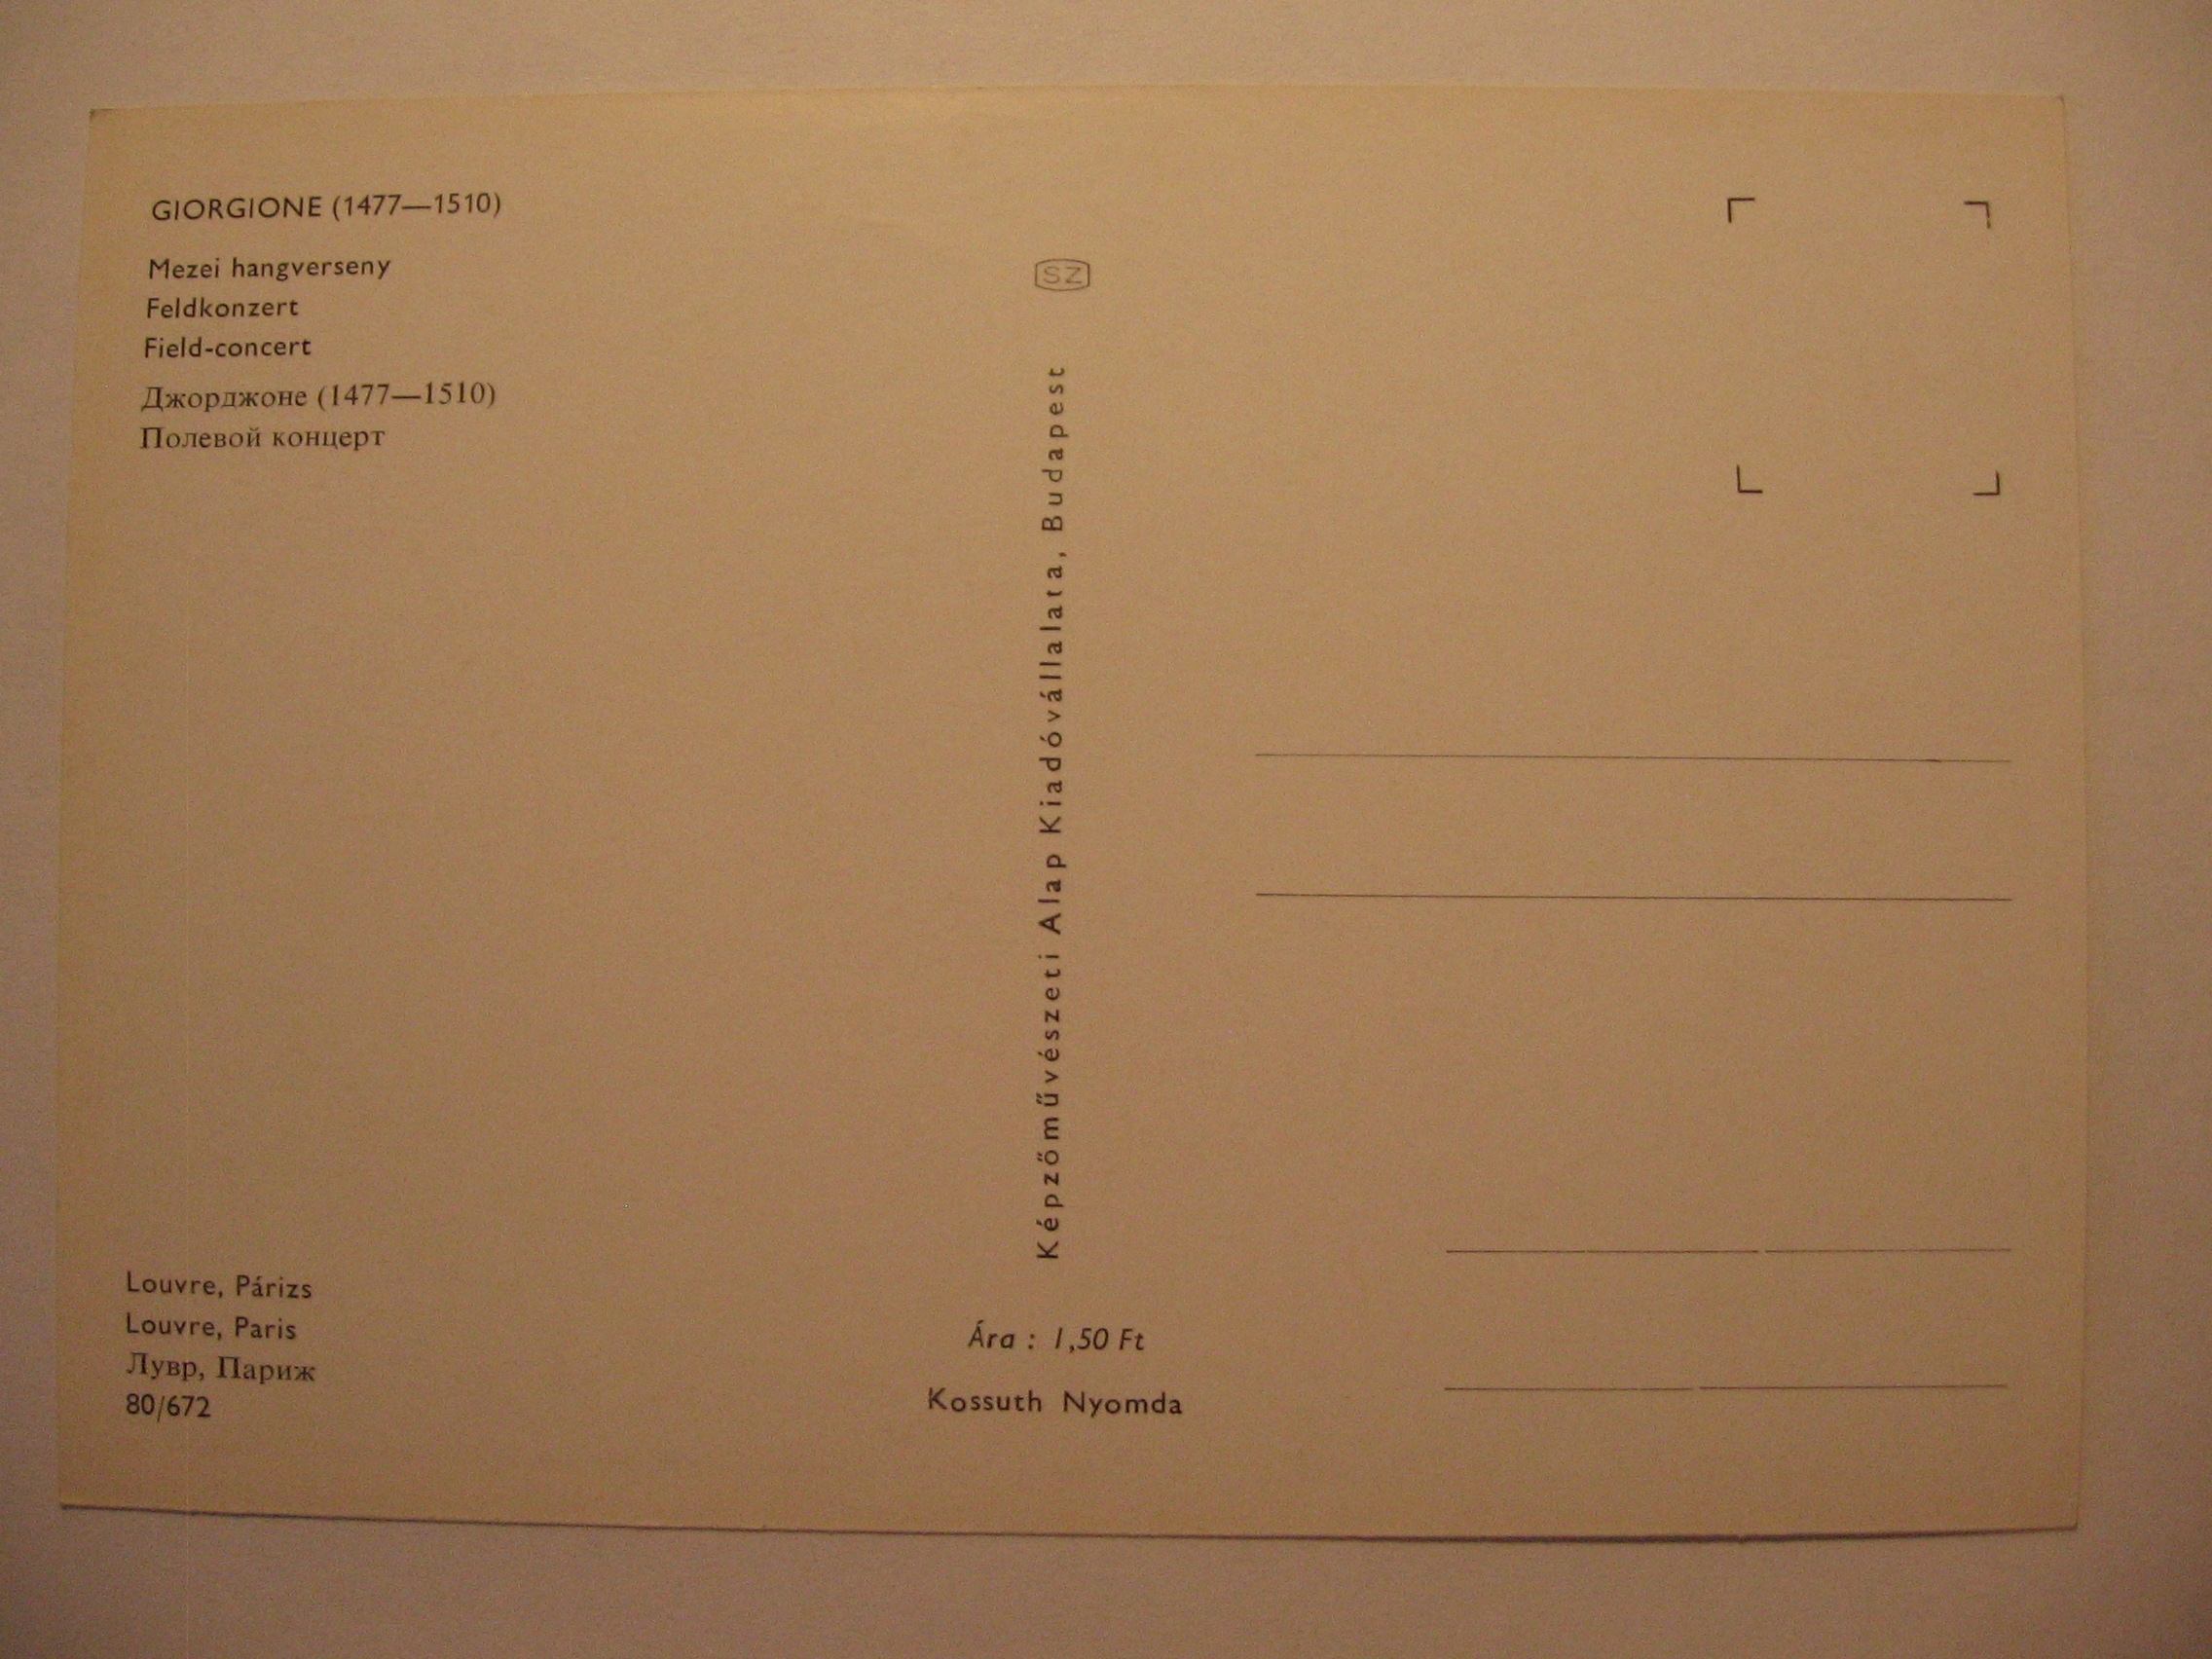 GIORGIONE (1477—1510)
Mezei hangverseny
Feldkonzert
Field-concert
Джорджоне (1477—1510)
Полевой концерт
Louvre, Párizs
Louvre, Paris
Лувр, Париж
80/672
SZ
Képzőművészeti Alap Kiadóvállalata, Budapest
Ára : 1,50 Ft
Kossuth Nyomda